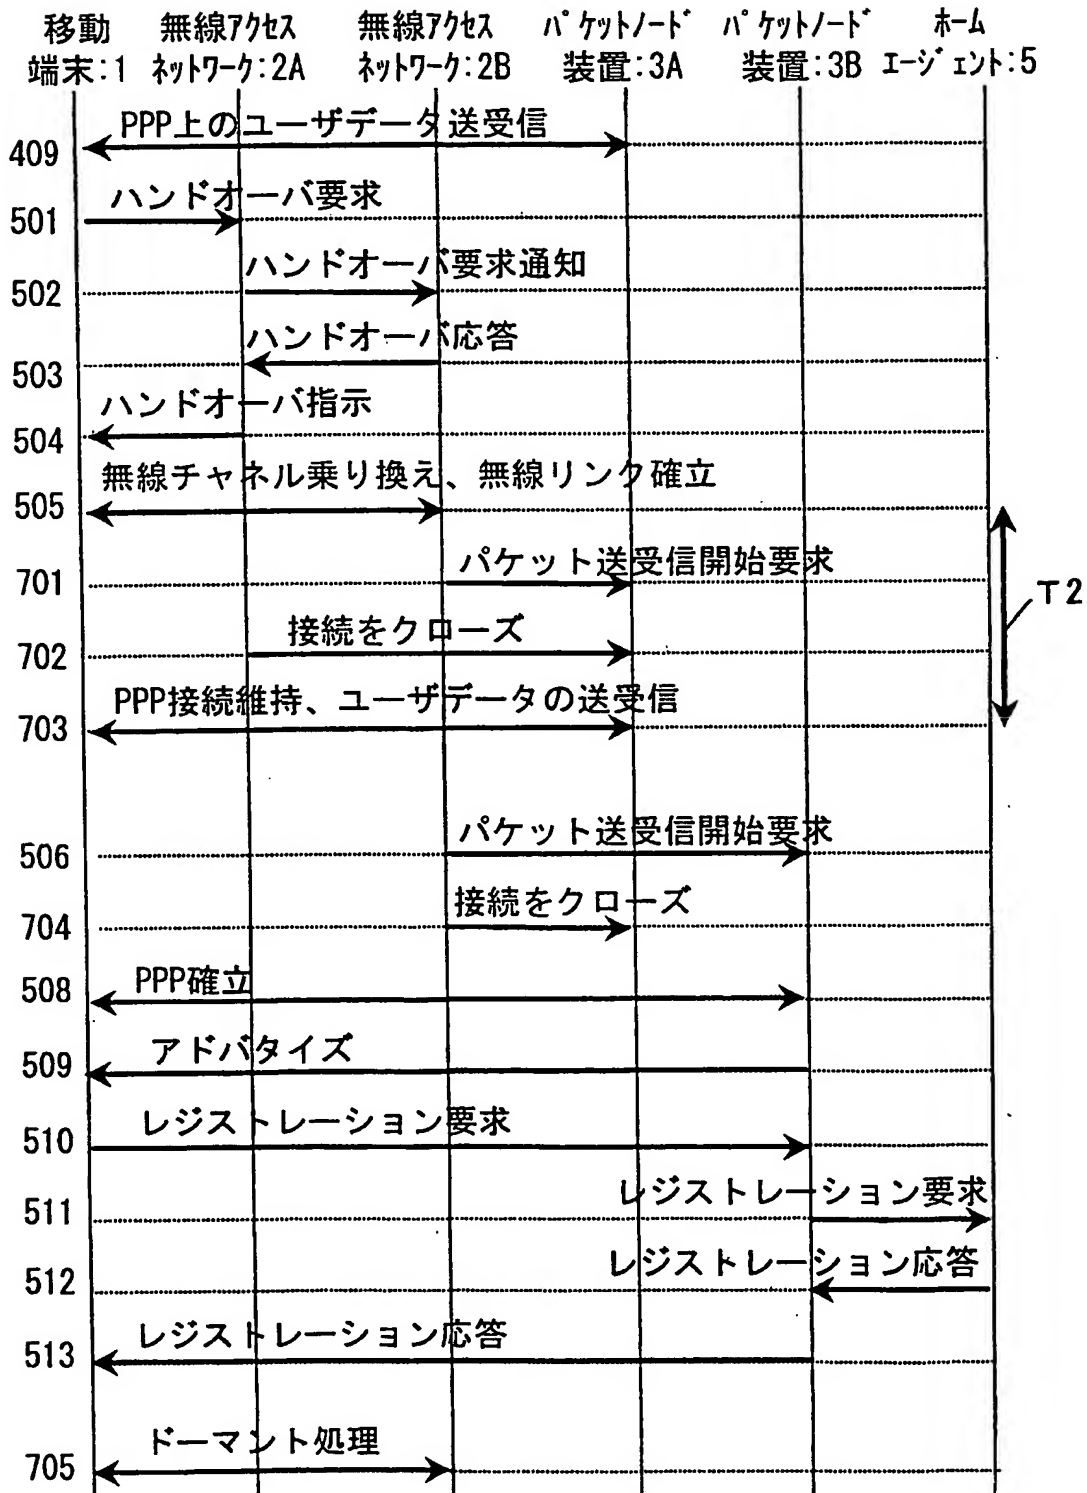 移動 無線アクセス 無線アクセス パケットノード パケットノード ホーム
端末:1 ネットワーク:2A ネットワーク:2B 装置:3A 装置:3B エージェント:5
PPP上のユーザデータ送受信
409
ハンドオーバ要求
501
ハンドオーバ要求通知
502
ハンドオーバ応答
503
ハンドオーバ指示
504
無線チャネル乗り換え、無線リンク確立
505
パケット送受信開始要求
701
T2
接続をクローズ
702
PPP接続維持、ユーザデータの送受信
703
パケット送受信開始要求
506
接続をクローズ
704
PPP確立
508
アドバタイズ
509
レジストレーション要求
510
レジストレーション要求
511
レジストレーション応答
512
レジストレーション応答
513
ドーマント処理
705